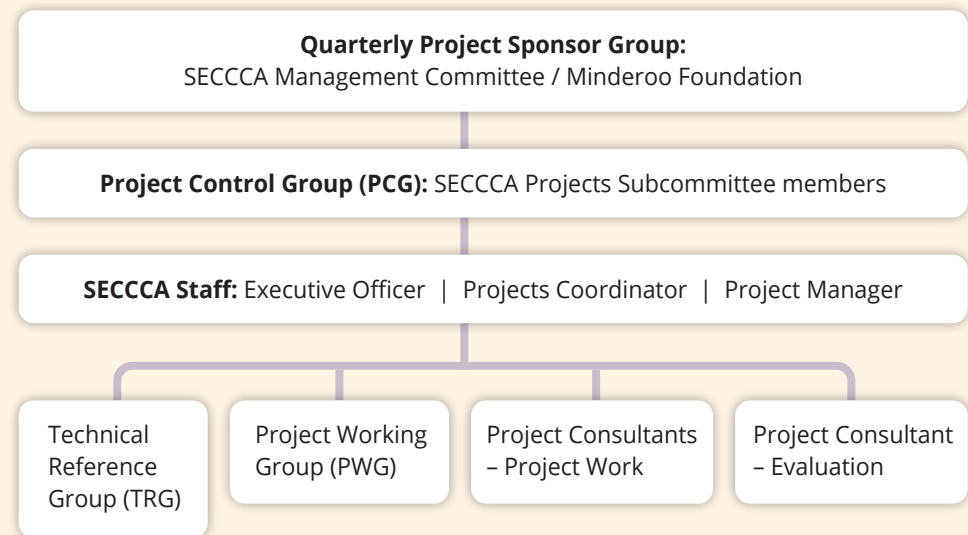 Quarterly Project Sponsor Group:
SECCCA Management Committee / Minderoo Foundation
Project Control Group (PCG): SECCCA Projects Subcommittee members
SECCCA Staff: Executive Officer | Projects Coordinator | Project Manager
Technical
Reference
Group (TRG)
Project Working
Group (PWG)
Project Consultants
– Project Work
Project Consultant
– Evaluation